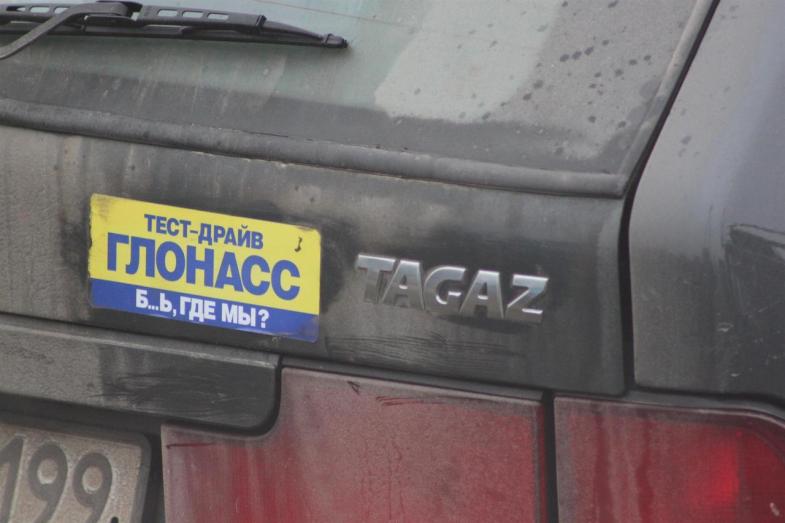 ТЕСТ-ДРАЙВ
ГЛОНАСС
Б...Ь, ГДЕ МЫ?
TAGAZ
199